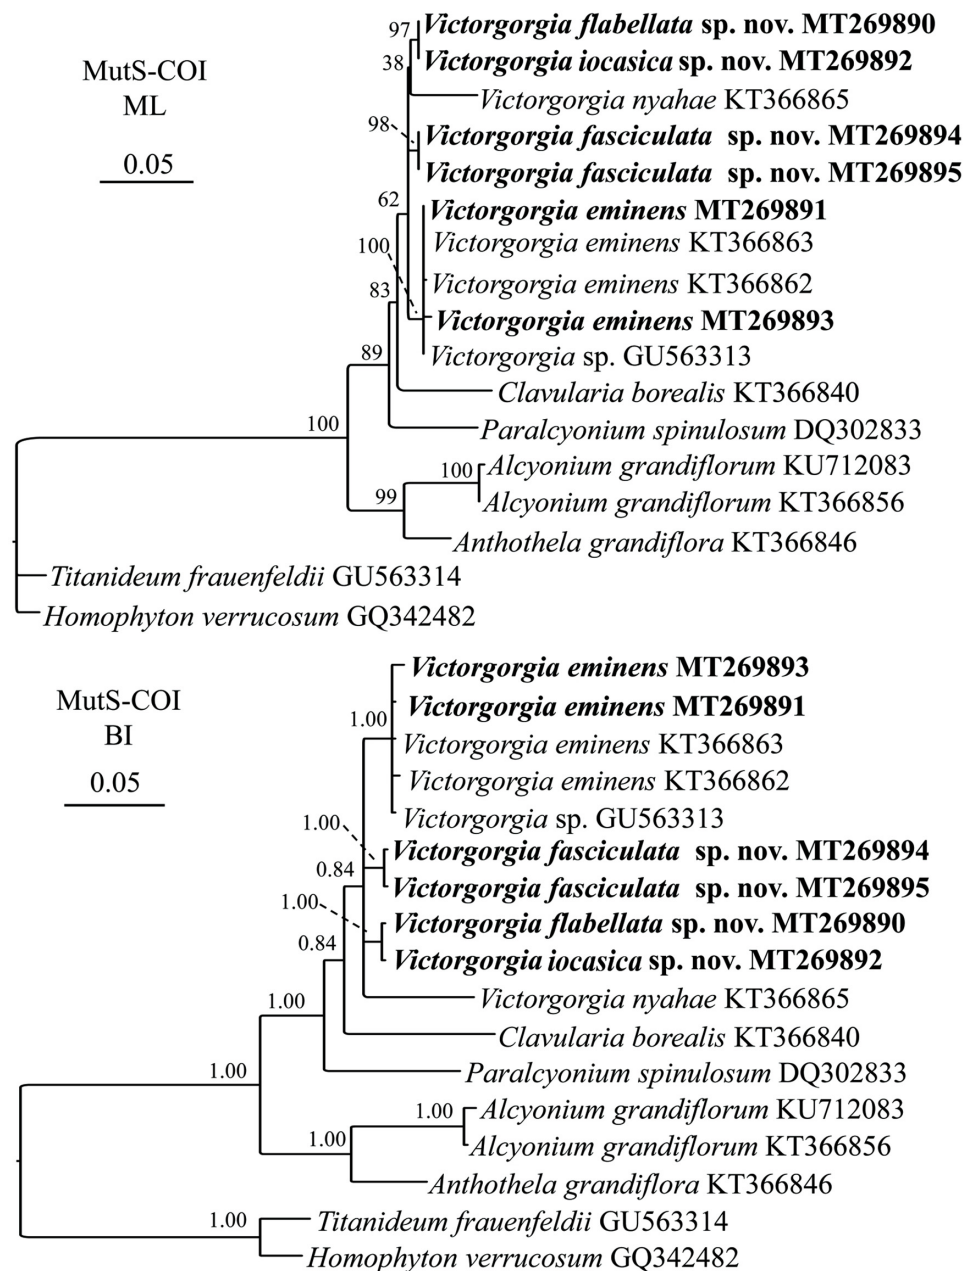 97
Victorgorgia flabellata sp. nov. MT269890
MutS-COI
ML
0.05
38
Victorgorgia iocasica sp. nov. MT269892
Victorgorgia nyahae KT366865
98
Victorgorgia fasciculata sp. nov. MT269894
Victorgorgia fasciculata sp. nov. MT269895
62
Victorgorgia eminens MT269891
100
Victorgorgia eminens KT366863
83
Victorgorgia eminens KT366862
Victorgorgia eminens MT269893
89
Victorgorgia sp. GU563313
Clavularia borealis KT366840
100
Paralcyonium spinulosum DQ302833
100
Alcyonium grandiflorum KU712083
99
Alcyonium grandiflorum KT366856
Anthothela grandiflora KT366846
Titanideum frauenfeldii GU563314
Homophyton verrucosum GQ342482
MutS-COI
BI
0.05
Victorgorgia eminens MT269893
Victorgorgia eminens MT269891
1.00
Victorgorgia eminens KT366863
Victorgorgia eminens KT366862
Victorgorgia sp. GU563313
1.00
Victorgorgia fasciculata sp. nov. MT269894
0.84
Victorgorgia fasciculata sp. nov. MT269895
1.00
Victorgorgia flabellata sp. nov. MT269890
0.84
Victorgorgia iocasica sp. nov. MT269892
1.00
Victorgorgia nyahae KT366865
Clavularia borealis KT366840
1.00
Paralcyonium spinulosum DQ302833
1.00
Alcyonium grandiflorum KU712083
1.00
Alcyonium grandiflorum KT366856
Anthothela grandiflora KT366846
1.00
Titanideum frauenfeldii GU563314
Homophyton verrucosum GQ342482